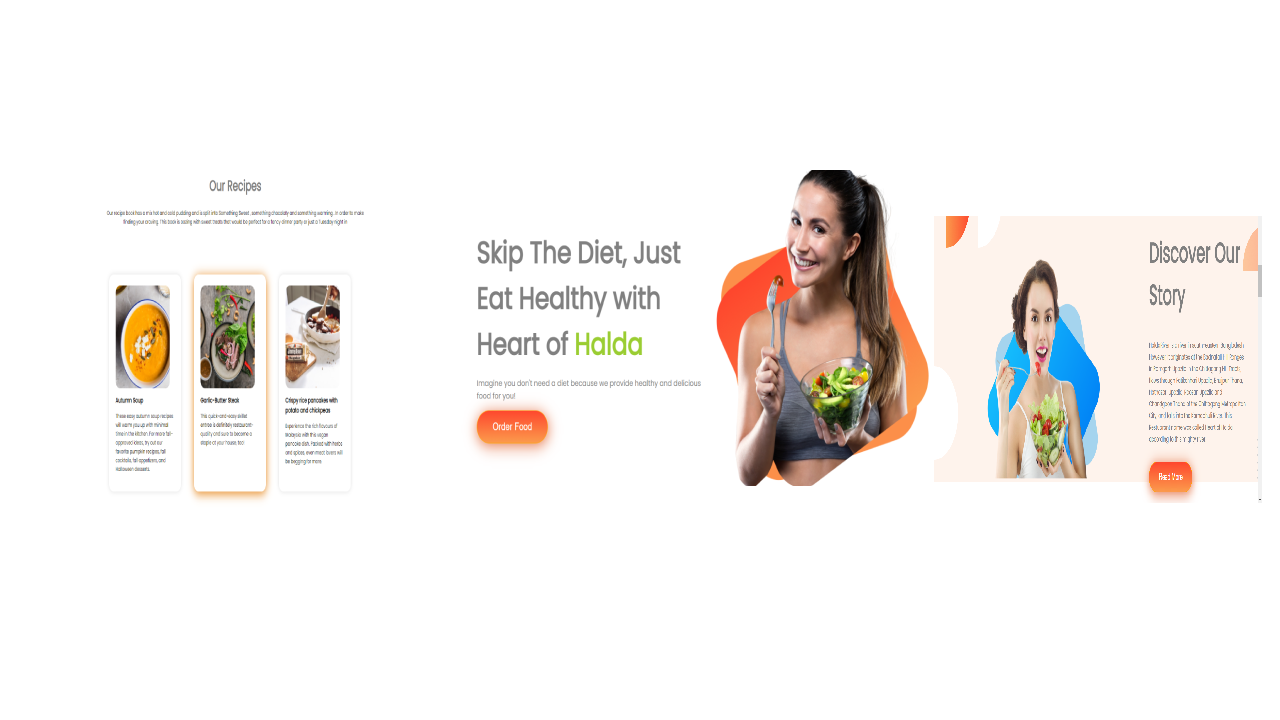 Our Recipes
Our recipe book has a mix hot and cold pudding and is split into Something Sweet, something chocolaty and something warming. In order to make
finding your craving. This book is oozing with sweet treats that would be perfect for a fancy dinner party or just a Tuesday night in
Autumn Soup
These easy autumn soup recipes
will warm you up with minimal
time in the kitchen. For more fall-
approved ideas, try out our
favorite pumpkin recipes, fall
cocktails, fall appetizers, and
Halloween desserts.
Garlic-Butter Steak
This quick-and-easy skillet
entree is definitely restaurant-
quality and sure to become a
staple at your house, too
Crispy rice pancakes with
potato and chickpeas
Experience the rich flavours of
Malaysia with this vegan
pancake dish. Packed with herbs
and spices, even meat lovers will
be begging for more
Skip The Diet, Just
Eat Healthy with
Heart of Halda
Imagine you don't need a diet because we provide healthy and delicious
food for you!
Order Food
Discover Our
Story
Read More